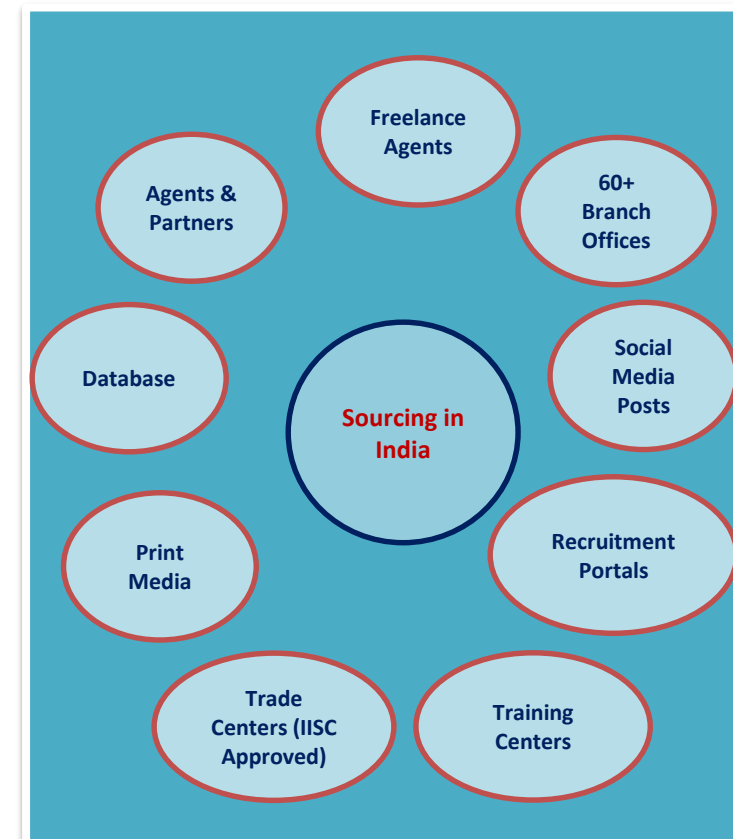 Freelance
Agents
Agents &
Partners
60+
Branch
Offices
Database
Social
Media
Posts
Sourcing in
India
Print
Media
Recruitment
Portals
Trade
Centers (IISC
Approved)
Training
Centers